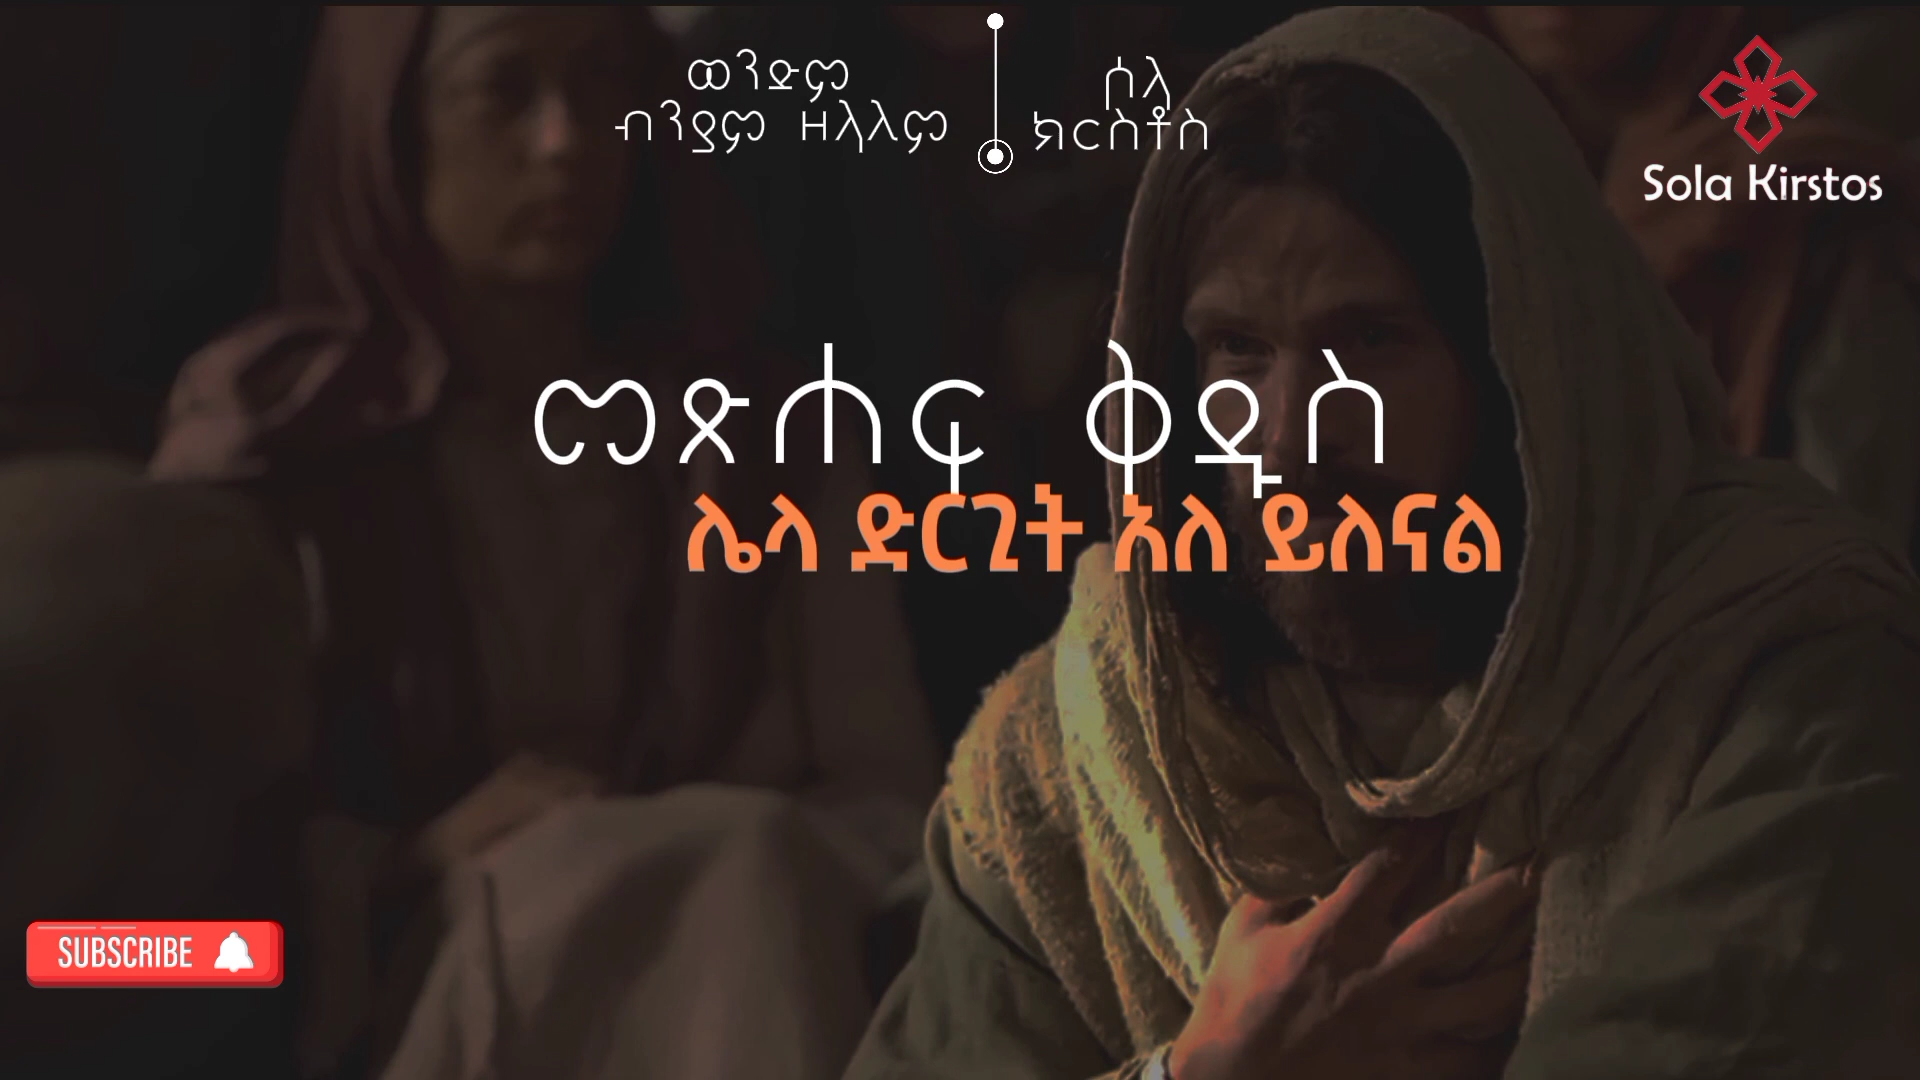 ወንድም
ብንያም ዘላለም
ሶላ
ክርስቶስ
Sola Kirstos
መጽሐፍ ቅዱስ
ሌላ ድርጊት አለ ይለናል
SUBSCRIBE